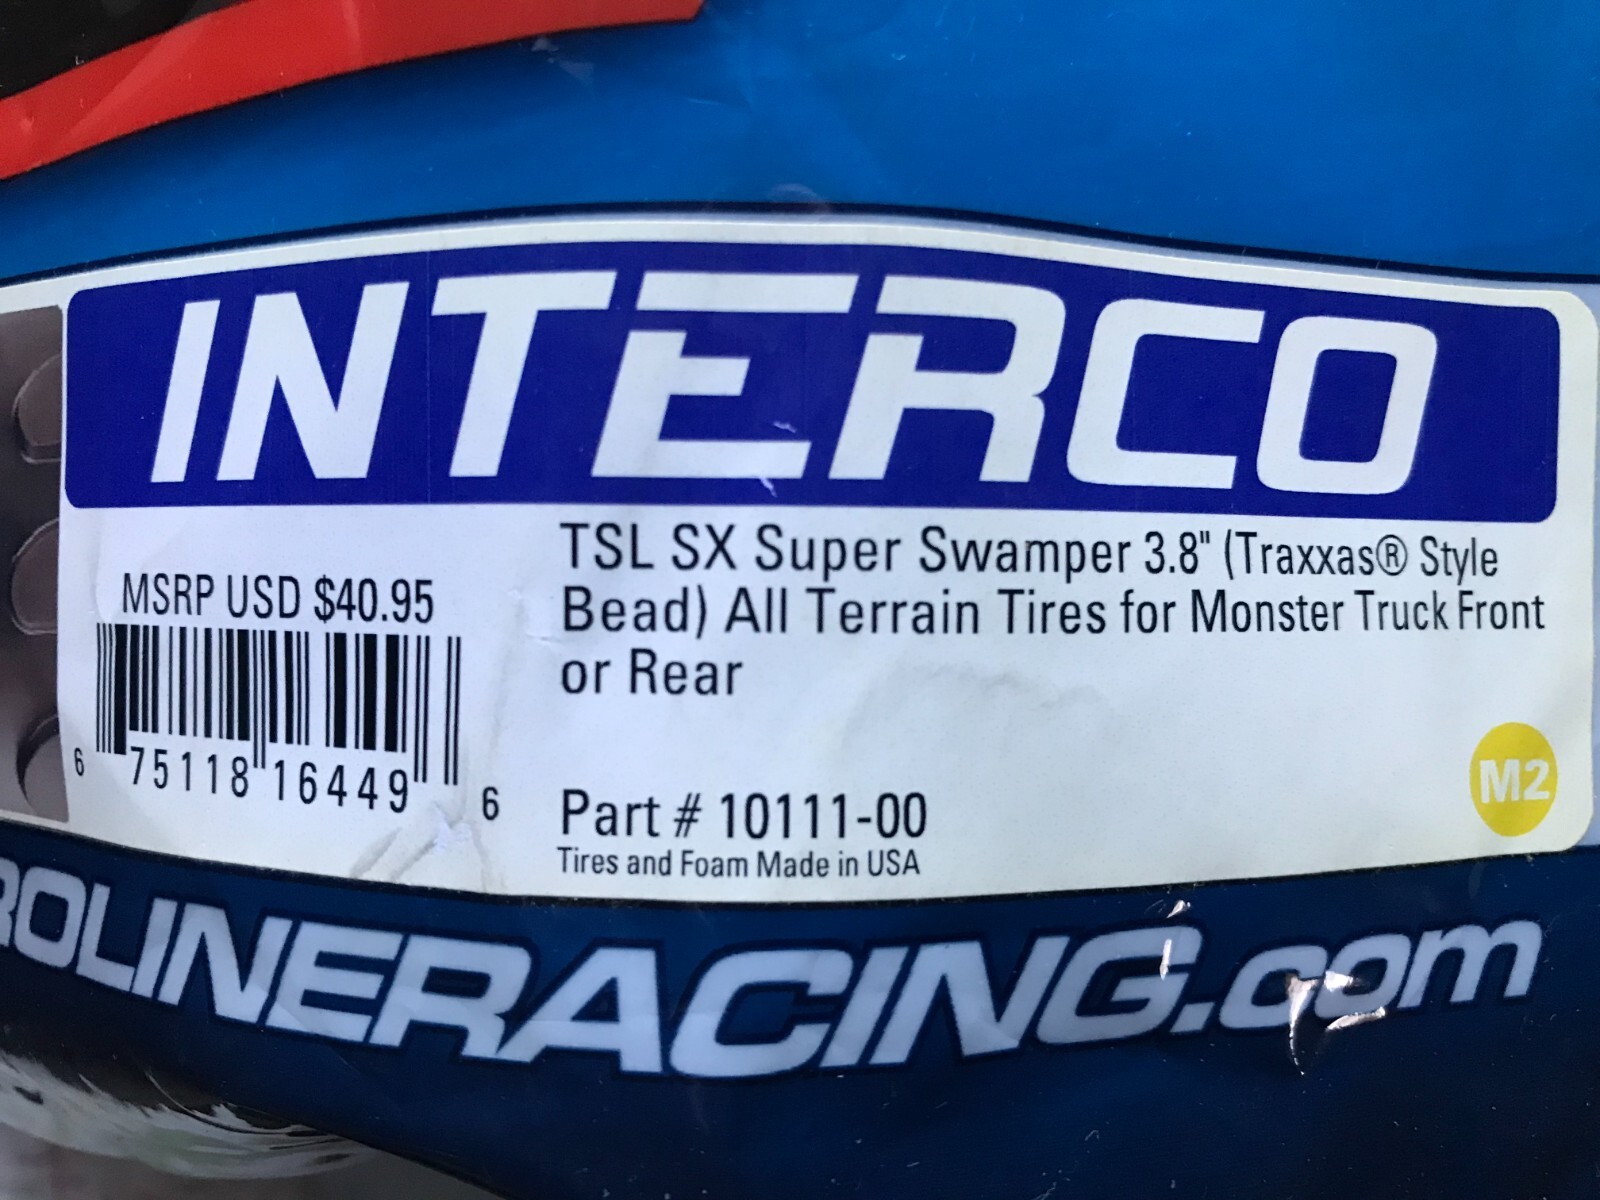 INTERCO
MSRP USD $40.95
6 75118 16449 6
TSL SX Super Swamper 3.8" (Traxxas® Style
Bead) All Terrain Tires for Monster Truck Front
or Rear
Part # 10111-00
Tires and Foam Made in USA
M2
ROLINERACING.com